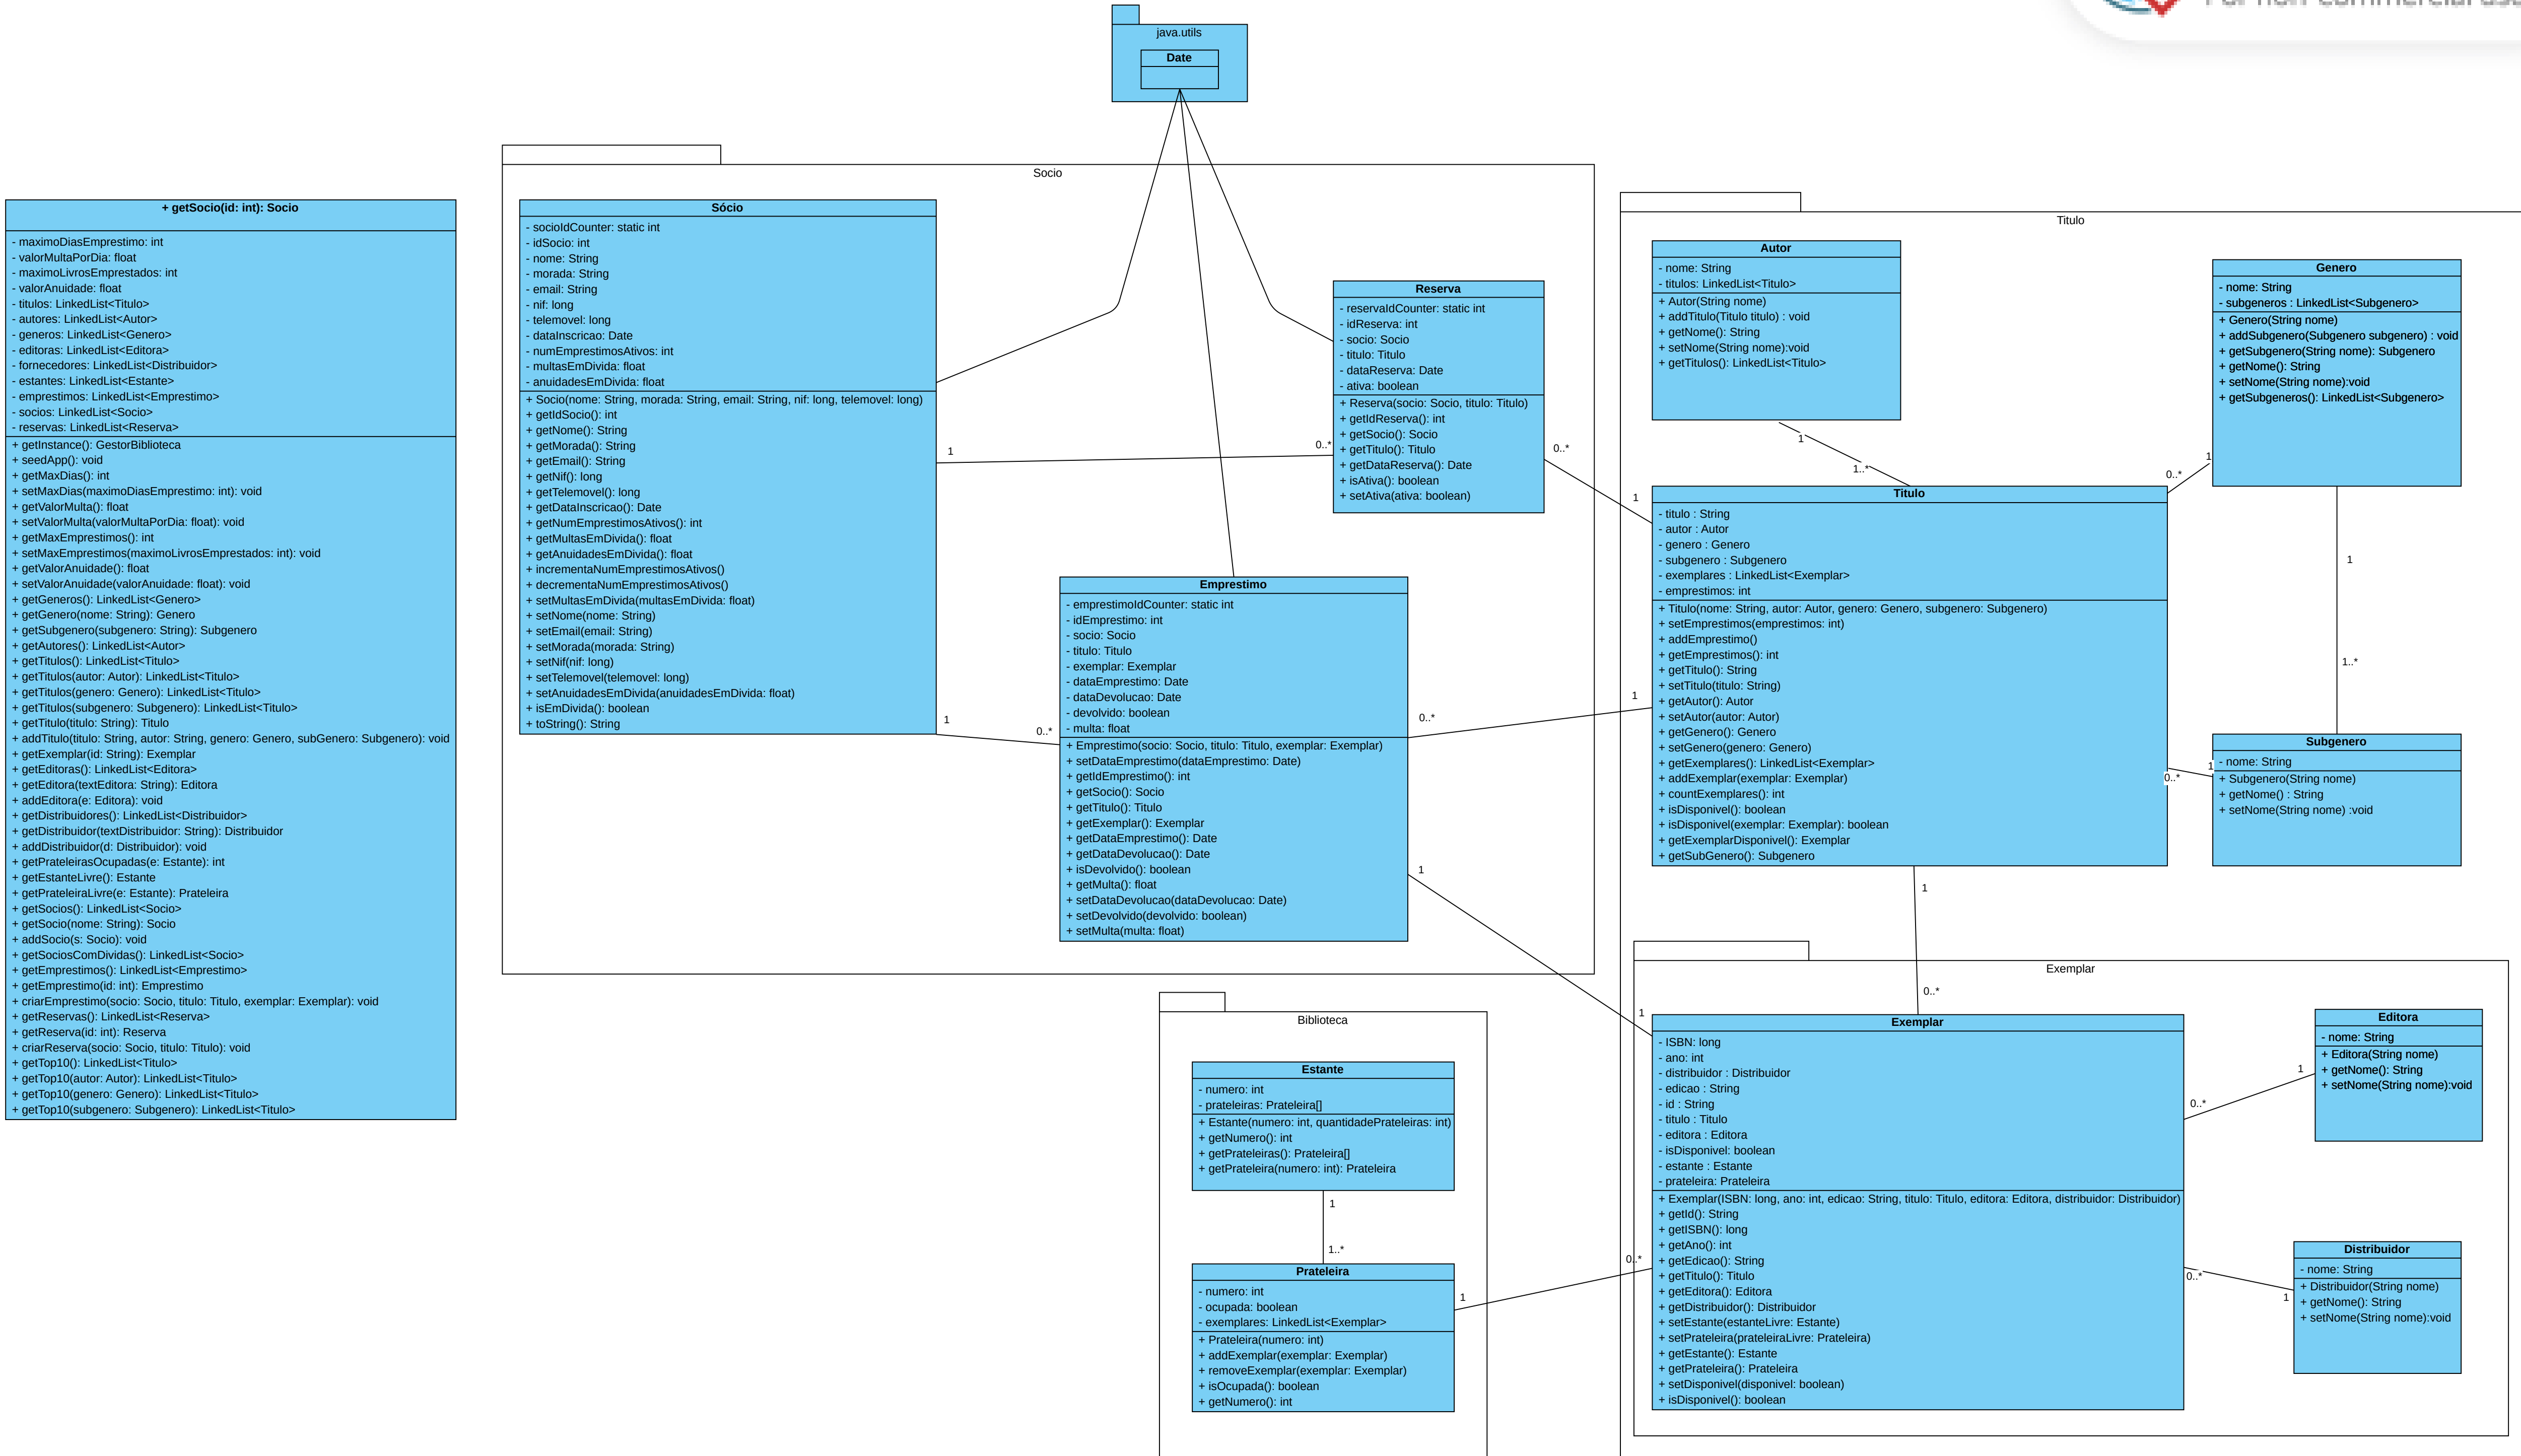 java.utils
Date
+ getSocio(id: int): Socio
- maximoDiasEmprestimo: int
- valorMultaPorDia: float
- maximoLivrosEmprestados: int
- valorAnuidade: float
- titulos: LinkedList<Titulo>
- autores: LinkedList<Autor>
- generos: LinkedList<Genero>
- editoras: LinkedList<Editora>
- fornecedores: LinkedList<Distribuidor>
- estantes: LinkedList<Estante>
- emprestimos: LinkedList<Emprestimo>
- socios: LinkedList<Socio>
- reservas: LinkedList<Reserva>
+ getInstance(): GestorBiblioteca
+ seedApp(): void
+ getMaxDias(): int
+ setMaxDias(maximoDiasEmprestimo: int): void
+ getValorMulta(): float
+ setValorMulta(valorMultaPorDia: float): void
+ getMaxEmprestimos(): int
+ setMaxEmprestimos(maximoLivrosEmprestados: int): void
+ getValorAnuidade(): float
+ setValorAnuidade(valorAnuidade: float): void
+ getGeneros(): LinkedList<Genero>
+ getGenero(nome: String): Genero
+ getSubgenero(subgenero: String): Subgenero
+ getAutores(): LinkedList<Autor>
+ getTitulos(): LinkedList<Titulo>
+ getTitulos(autor: Autor): LinkedList<Titulo>
+ getTitulos(genero: Genero): LinkedList<Titulo>
+ getTitulos(subgenero: Subgenero): LinkedList<Titulo>
+ getTitulo(titulo: String): Titulo
+ addTitulo(titulo: String, autor: String, genero: Genero, subGenero: Subgenero): void
+ getExemplar(id: String): Exemplar
+ getEditoras(): LinkedList<Editora>
+ getEditora(textEditora: String): Editora
+ addEditora(e: Editora): void
+ getDistribuidores(): LinkedList<Distribuidor>
+ getDistribuidor(textDistribuidor: String): Distribuidor
+ addDistribuidor(d: Distribuidor): void
+ getPrateleirasOcupadas(e: Estante): int
+ getEstanteLivre(): Estante
+ getPrateleiraLivre(e: Estante): Prateleira
+ getSocios(): LinkedList<Socio>
+ getSocio(nome: String): Socio
+ addSocio(s: Socio): void
+ getSociosComDividas(): LinkedList<Socio>
+ getEmprestimos(): LinkedList<Emprestimo>
+ getEmprestimo(id: int): Emprestimo
+ criarEmprestimo(socio: Socio, titulo: Titulo, exemplar: Exemplar): void
+ getReservas(): LinkedList<Reserva>
+ getReserva(id: int): Reserva
+ criarReserva(socio: Socio, titulo: Titulo): void
+ getTop10(): LinkedList<Titulo>
+ getTop10(autor: Autor): LinkedList<Titulo>
+ getTop10(genero: Genero): LinkedList<Titulo>
+ getTop10(subgenero: Subgenero): LinkedList<Titulo>
Socio
Sócio
- socioIdCounter: static int
- idSocio: int
- nome: String
- morada: String
- email: String
- nif: long
- telemovel: long
- dataInscricao: Date
- numEmprestimosAtivos: int
- multasEmDivida: float
- anuidadesEmDivida: float
+ Socio(nome: String, morada: String, email: String, nif: long, telemovel: long)
+ getIdSocio(): int
+ getNome(): String
+ getMorada(): String
+ getEmail(): String
+ getNif(): long
+ getTelemovel(): long
+ getDataInscricao(): Date
+ getNumEmprestimosAtivos(): int
+ getMultasEmDivida(): float
+ getAnuidadesEmDivida(): float
+ incrementaNumEmprestimosAtivos()
+ decrementaNumEmprestimosAtivos()
+ setMultasEmDivida(multasEmDivida: float)
+ setNome(nome: String)
+ setEmail(email: String)
+ setMorada(morada: String)
+ setNif(nif: long)
+ setTelemovel(telemovel: long)
+ setAnuidadesEmDivida(anuidadesEmDivida: float)
+ isEmDivida(): boolean
+ toString(): String
1
0..*
1
0..*
Reserva
- reservaIdCounter: static int
- idReserva: int
- socio: Socio
- titulo: Titulo
- dataReserva: Date
- ativa: boolean
+ Reserva(socio: Socio, titulo: Titulo)
+ getIdReserva(): int
+ getSocio(): Socio
+ getTitulo(): Titulo
+ getDataReserva(): Date
+ isAtiva(): boolean
+ setAtiva(ativa: boolean)
0..*
1
Emprestimo
- emprestimoIdCounter: static int
- idEmprestimo: int
- socio: Socio
- titulo: Titulo
- exemplar: Exemplar
- dataEmprestimo: Date
- dataDevolucao: Date
- devolvido: boolean
- multa: float
+ Emprestimo(socio: Socio, titulo: Titulo, exemplar: Exemplar)
+ setDataEmprestimo(dataEmprestimo: Date)
+ getIdEmprestimo(): int
+ getSocio(): Socio
+ getTitulo(): Titulo
+ getExemplar(): Exemplar
+ getDataEmprestimo(): Date
+ getDataDevolucao(): Date
+ isDevolvido(): boolean
+ getMulta(): float
+ setDataDevolucao(dataDevolucao: Date)
+ setDevolvido(devolvido: boolean)
+ setMulta(multa: float)
0..*
1
1
1
Titulo
Autor
- nome: String
- titulos: LinkedList<Titulo>
+ Autor(String nome)
+ addTitulo(Titulo titulo) : void
+ getNome(): String
+ setNome(String nome):void
+ getTitulos(): LinkedList<Titulo>
1
1..*
Genero
- nome: String
- subgeneros : LinkedList<Subgenero>
+ Genero(String nome)
+ addSubgenero(Subgenero subgenero) : void
+ getSubgenero(String nome): Subgenero
+ getNome(): String
+ setNome(String nome):void
+ getSubgeneros(): LinkedList<Subgenero>
1
0..*
1
1..*
Titulo
- titulo : String
- autor : Autor
- genero : Genero
- subgenero : Subgenero
- exemplares : LinkedList<Exemplar>
- emprestimos: int
+ Titulo(nome: String, autor: Autor, genero: Genero, subgenero: Subgenero)
+ setEmprestimos(emprestimos: int)
+ addEmprestimo()
+ getEmprestimos(): int
+ getTitulo(): String
+ setTitulo(titulo: String)
+ getAutor(): Autor
+ setAutor(autor: Autor)
+ getGenero(): Genero
+ setGenero(genero: Genero)
+ getExemplares(): LinkedList<Exemplar>
+ addExemplar(exemplar: Exemplar)
+ countExemplares(): int
+ isDisponivel(): boolean
+ isDisponivel(exemplar: Exemplar): boolean
+ getExemplarDisponivel(): Exemplar
+ getSubGenero(): Subgenero
Subgenero
- nome: String
+ Subgenero(String nome)
+ getNome() : String
+ setNome(String nome) :void
1
0..*
1
0..*
Exemplar
Exemplar
- ISBN: long
- ano: int
- distribuidor : Distribuidor
- edicao : String
- id : String
- titulo : Titulo
- editora : Editora
- isDisponivel: boolean
- estante : Estante
- prateleira: Prateleira
+ Exemplar(ISBN: long, ano: int, edicao: String, titulo: Titulo, editora: Editora, distribuidor: Distribuidor)
+ getId(): String
+ getISBN(): long
+ getAno(): int
+ getEdicao(): String
+ getTitulo(): Titulo
+ getEditora(): Editora
+ getDistribuidor(): Distribuidor
+ setEstante(estanteLivre: Estante)
+ setPrateleira(prateleiraLivre: Prateleira)
+ getEstante(): Estante
+ getPrateleira(): Prateleira
+ setDisponivel(disponivel: boolean)
+ isDisponivel(): boolean
Editora
- nome: String
+ Editora(String nome)
+ getNome(): String
+ setNome(String nome):void
1
0..*
Distribuidor
- nome: String
+ Distribuidor(String nome)
+ getNome(): String
+ setNome(String nome):void
0..*
1
Biblioteca
Estante
- numero: int
- prateleiras: Prateleira[]
+ Estante(numero: int, quantidadePrateleiras: int)
+ getNumero(): int
+ getPrateleiras(): Prateleira[]
+ getPrateleira(numero: int): Prateleira
1
1..*
Prateleira
- numero: int
- ocupada: boolean
- exemplares: LinkedList<Exemplar>
+ Prateleira(numero: int)
+ addExemplar(exemplar: Exemplar)
+ removeExemplar(exemplar: Exemplar)
+ isOcupada(): boolean
+ getNumero(): int
1
0..*